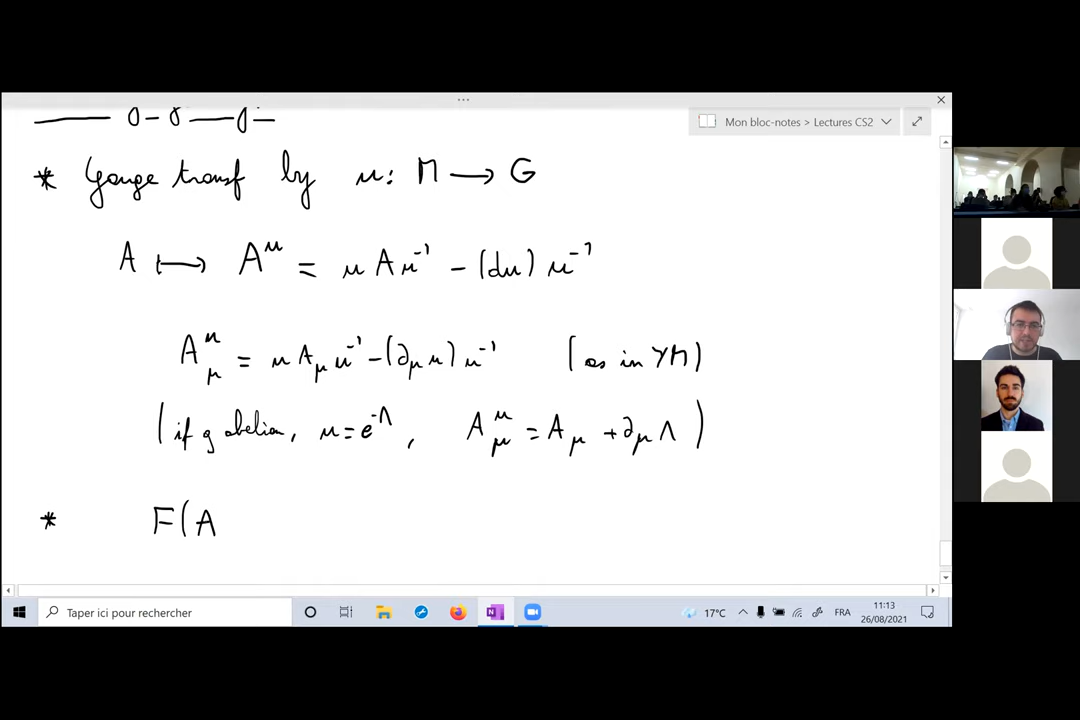 Mon bloc-notes > Lectures CS2
* Gauge transf by u: M → G
A ↦ A^u = u A u^-1 - (du) u^-1
A^u_μ = u A_μ u^-1 - (∂_μ u) u^-1 (as in YM)
(if g abelian, u = e^-Λ, A^u_μ = A_μ + ∂_μ Λ)
* F(A
Taper ici pour rechercher
17°C
FRA
11:13
26/08/2021